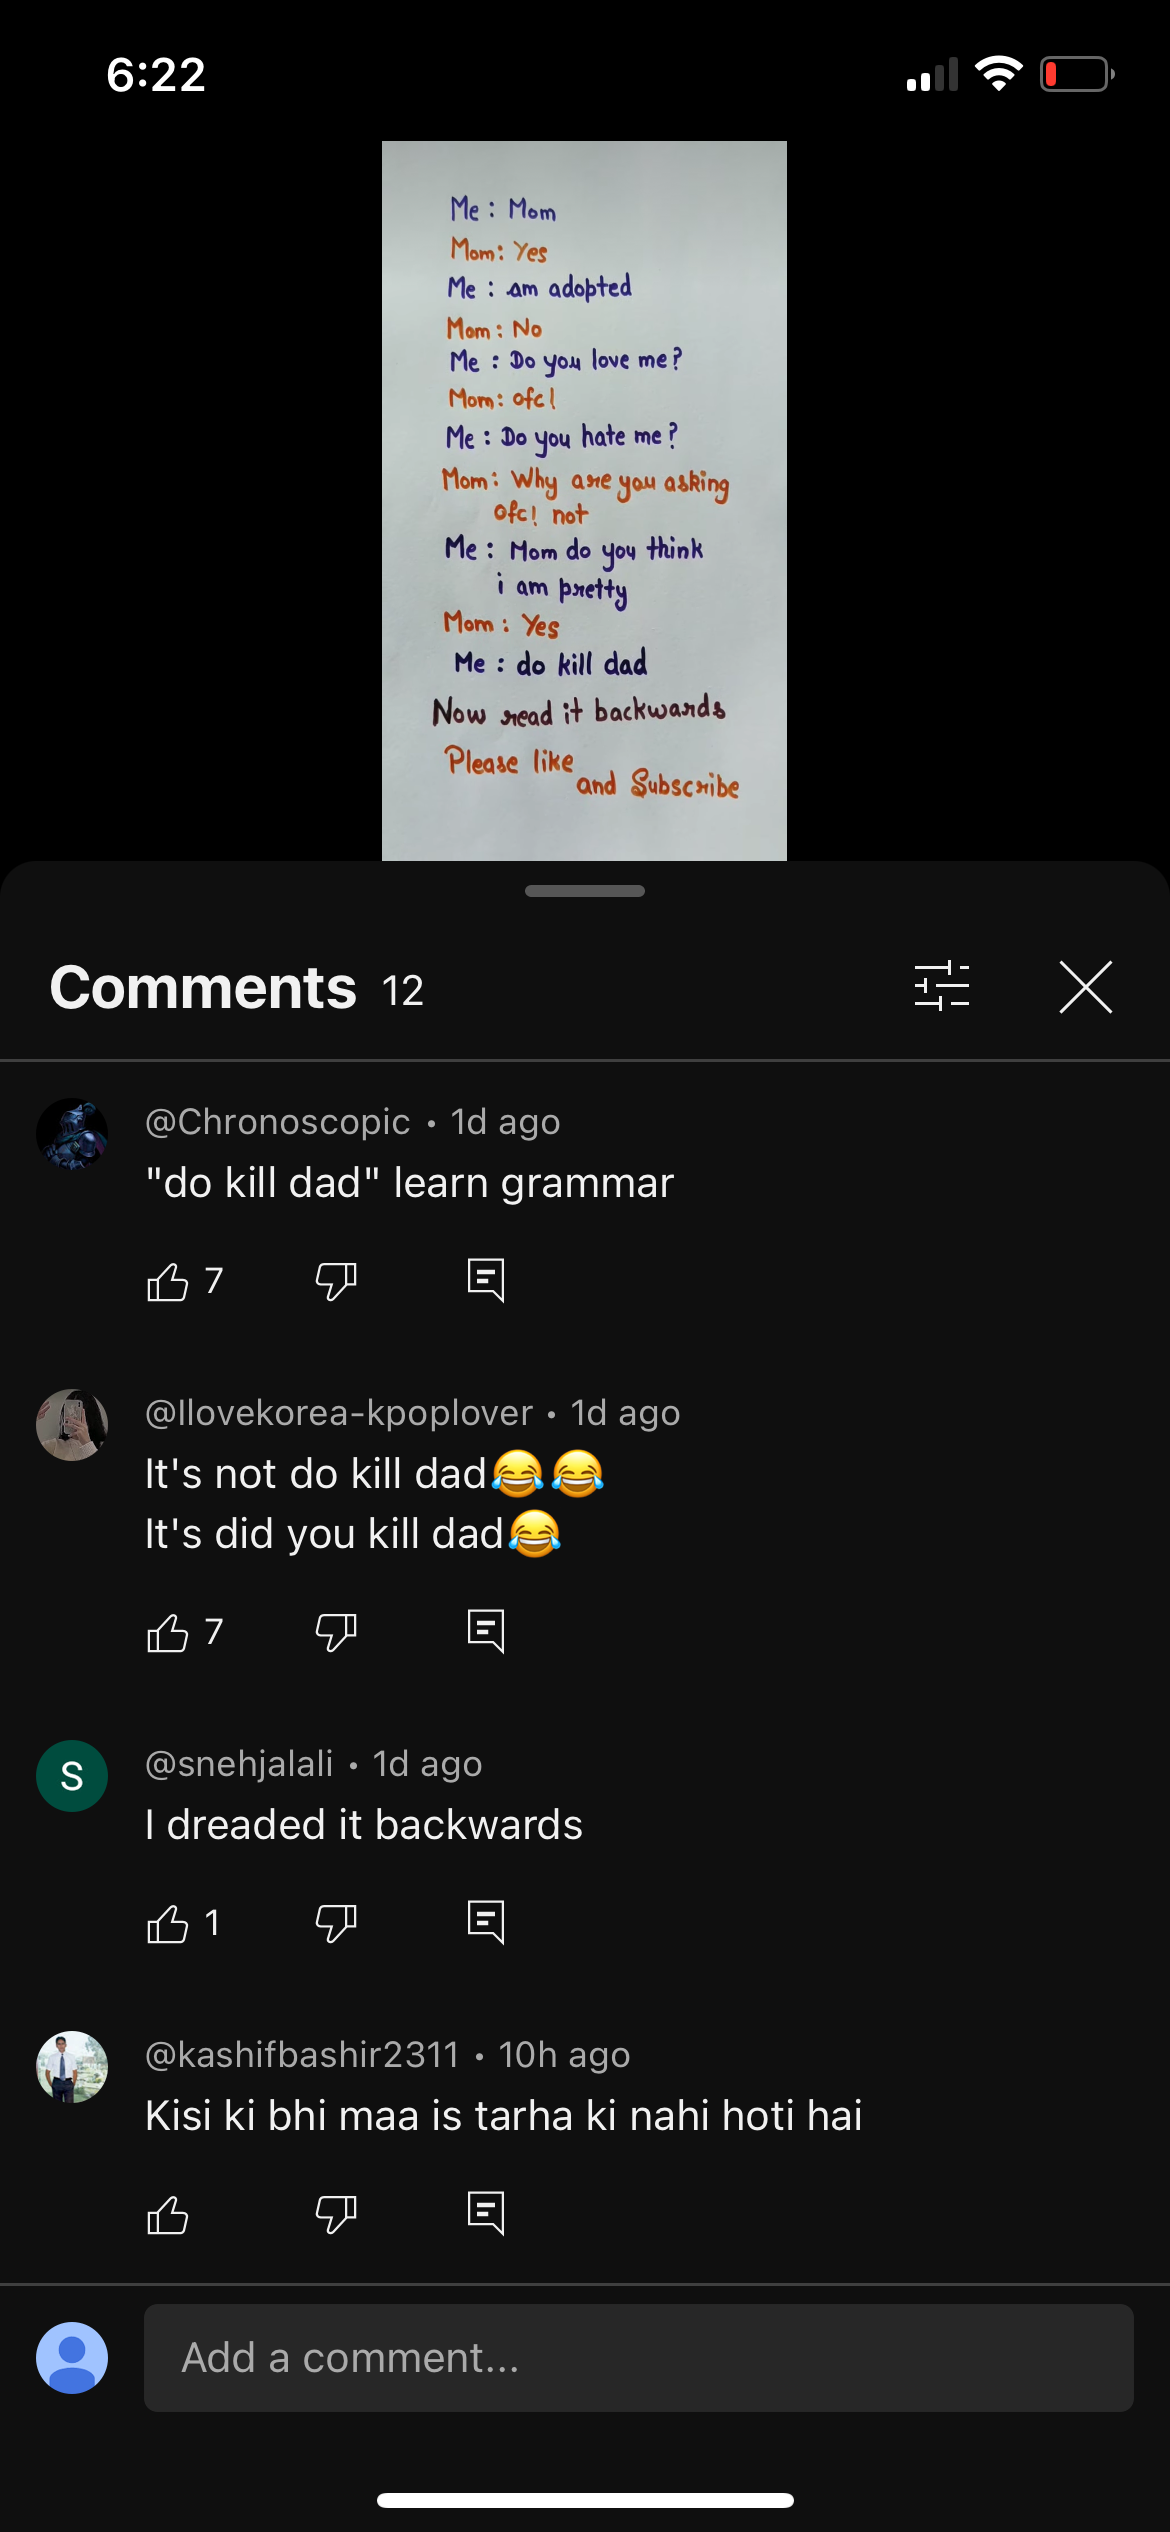 6:22
Me : Mom
Mom: Yes
Me : am adopted
Mom : No
Me : Do you love me?
Mom: ofc!
Me : Do you hate me?
Mom: Why are you asking
ofc! not
Me : Mom do you think
i am pretty
Mom : Yes
Me : do kill dad
Now read it backwards
Please like
and Subscribe
Comments 12
@Chronoscopic • 1d ago
"do kill dad" learn grammar
7
@Ilovekorea-kpoplover • 1d ago
It's not do kill dad😂😂
It's did you kill dad😂
7
S
@snehjalali • 1d ago
I dreaded it backwards
1
@kashifbashir2311 • 10h ago
Kisi ki bhi maa is tarha ki nahi hoti hai
Add a comment...